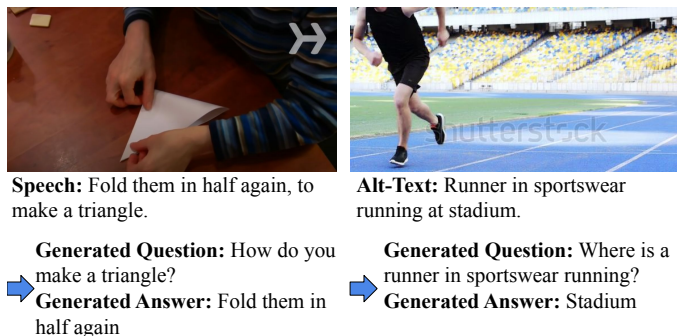 Speech: Fold them in half again, to
make a triangle.
Generated Question: How do you
make a triangle?
Generated Answer: Fold them in
half again
shutterstock
Alt-Text: Runner in sportswear
running at stadium.
Generated Question: Where is a
runner in sportswear running?
Generated Answer: Stadium